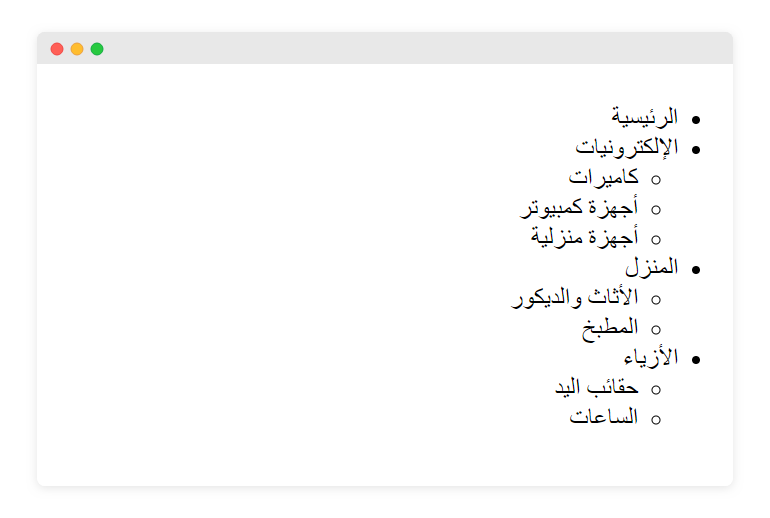 الرئيسية
الإلكترونيات
كاميرات
أجهزة كمبيوتر
أجهزة منزلية
المنزل
الأثاث والديكور
المطبخ
الأزياء
حقائب اليد
الساعات